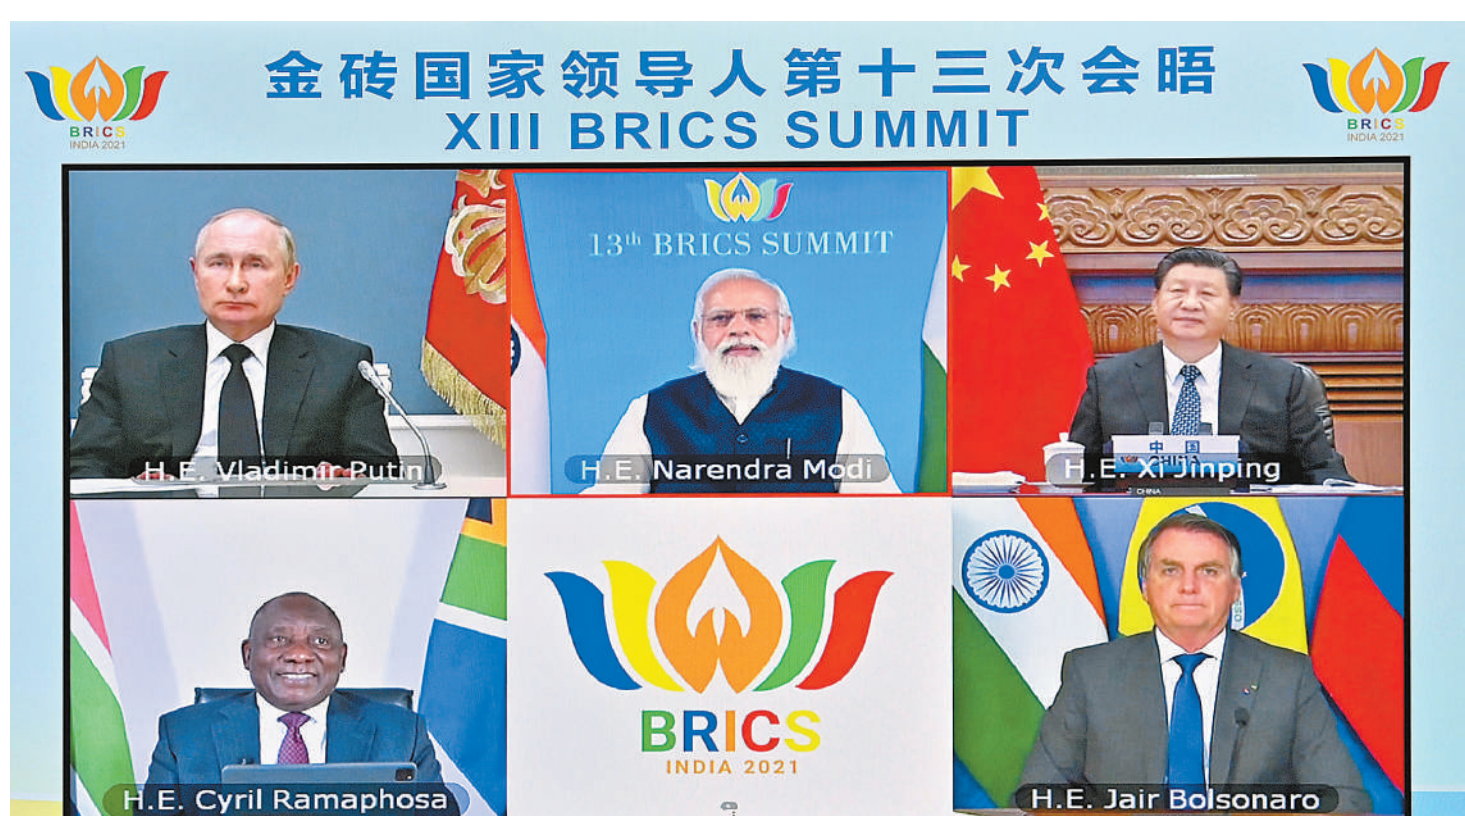 金砖国家领导人第十三次会晤
XIII BRICS SUMMIT
BRICS
INDIA 2021
BRICS
INDIA 2021
13th BRICS SUMMIT
H.E. Vladimir Putin
H.E. Narendra Modi
中国
CHINA
H.E. Xi Jinping
CHINA
BRICS
INDIA 2021
H.E. Cyril Ramaphosa
H.E. Jair Bolsonaro